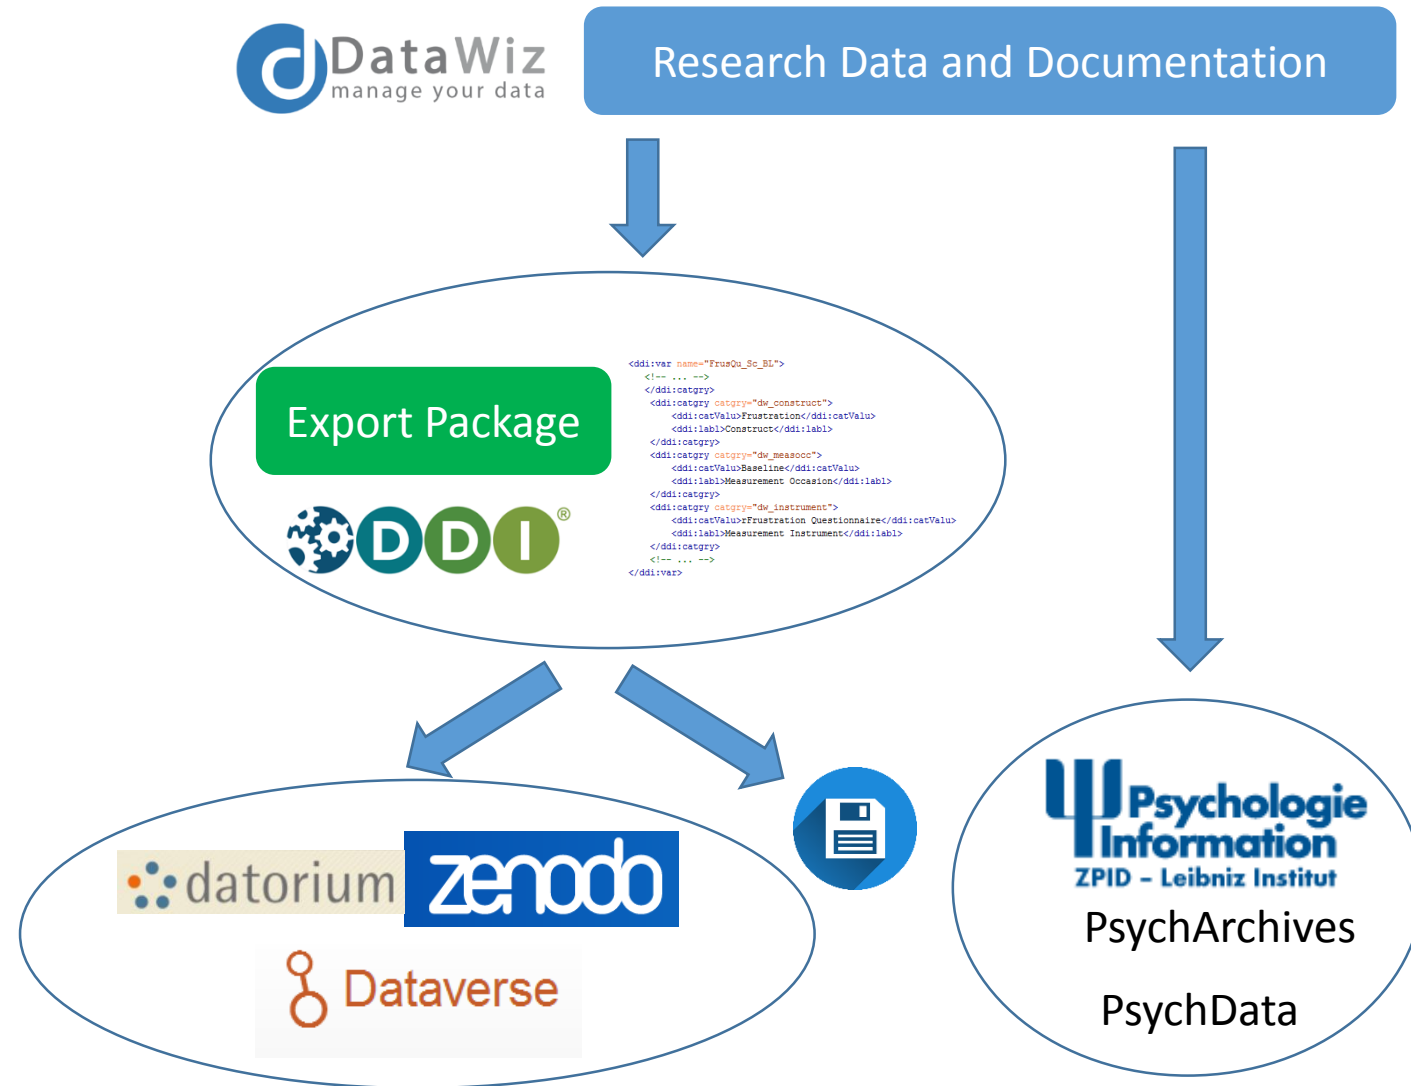 DataWiz
manage your data
Research Data and Documentation
Export Package
DDI®
<ddi:var name="FrusQu_Sc_BL">
<!-- ... -->
</ddi:catgry>
<ddi:catgry catgry="dw_construct">
<ddi:catValu>Frustration</ddi:catValu>
<ddi:labl>Construct</ddi:labl>
</ddi:catgry>
<ddi:catgry catgry="dw_measocc">
<ddi:catValu>Baseline</ddi:catValu>
<ddi:labl>Measurement Occasion</ddi:labl>
</ddi:catgry>
<ddi:catgry catgry="dw_instrument">
<ddi:catValu>rFrustration Questionnaire</ddi:catValu>
<ddi:labl>Measurement Instrument</ddi:labl>
</ddi:catgry>
<!-- ... -->
</ddi:var>
datorium
zenodo
Dataverse
Psychologie
Information
ZPID – Leibniz Institut
PsychArchives
PsychData